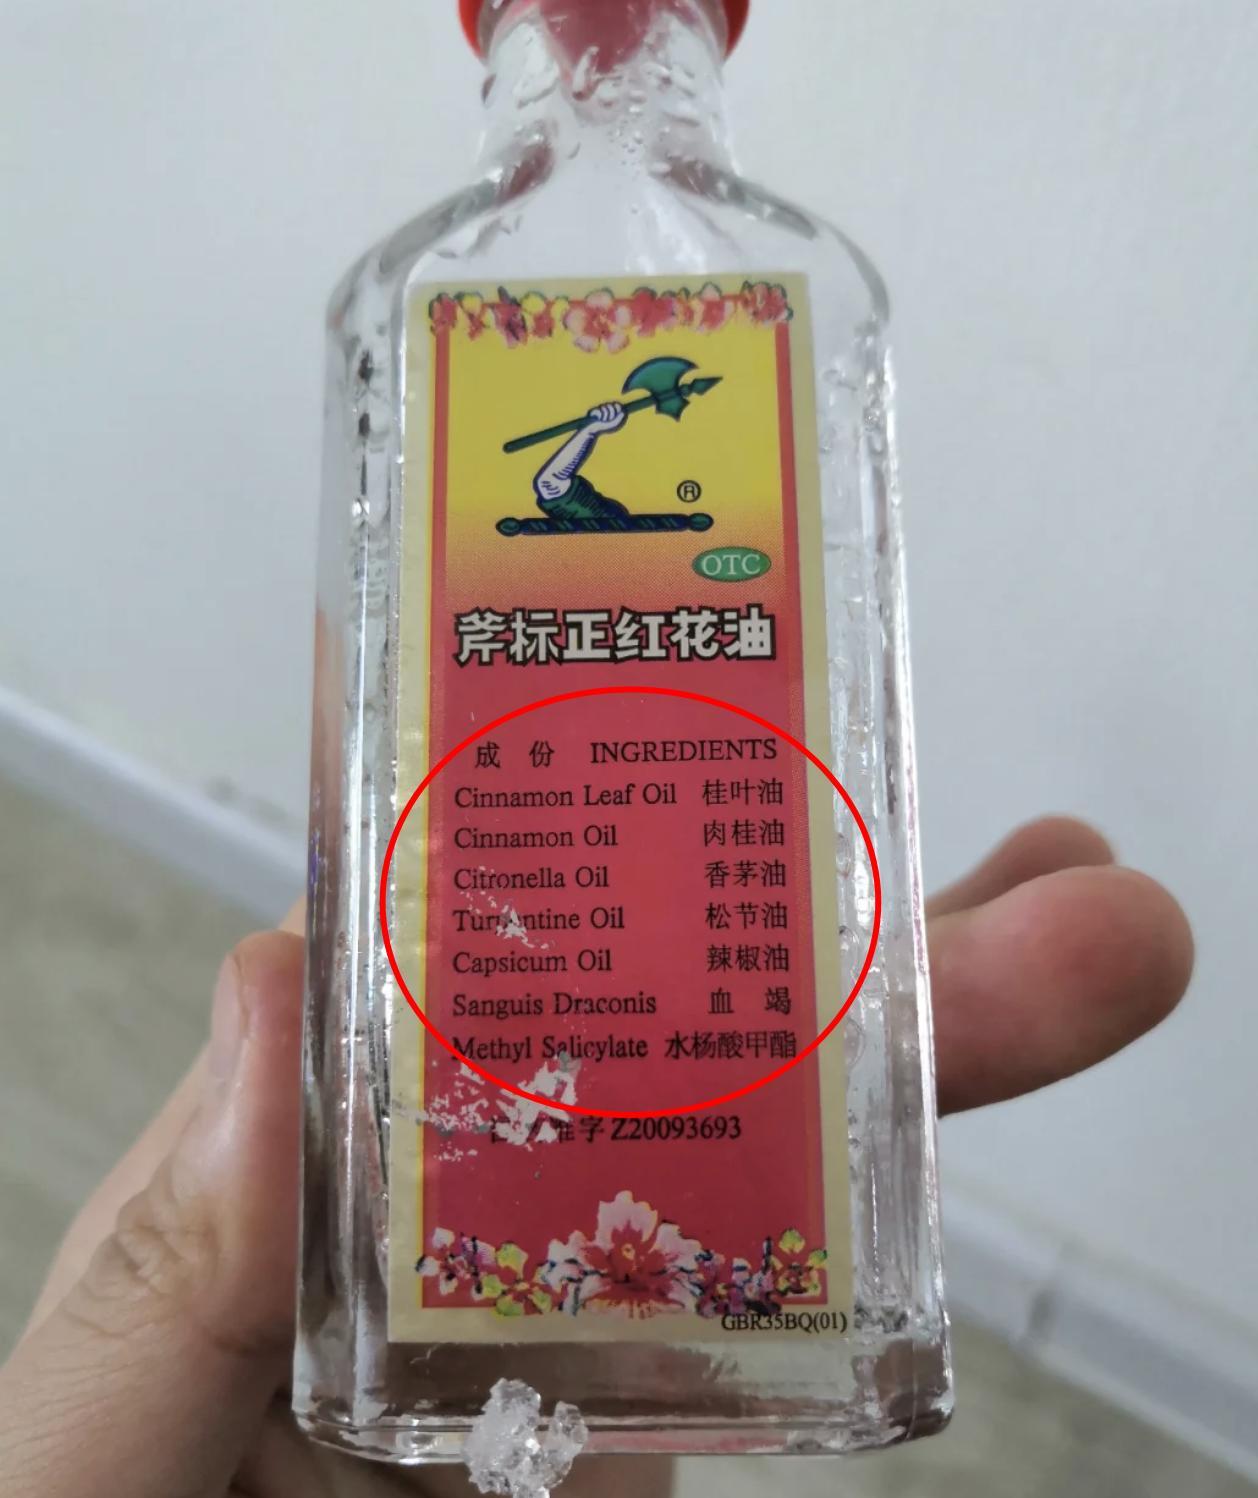 ®
OTC
斧标正红花油
成 份 INGREDIENTS
Cinnamon Leaf Oil 桂叶油
Cinnamon Oil 肉桂油
Citronella Oil 香茅油
Turpentine Oil 松节油
Capsicum Oil 辣椒油
Sanguis Draconis 血 竭
Methyl Salicylate 水杨酸甲酯
准字 Z20093693
GBR35BQ(01)